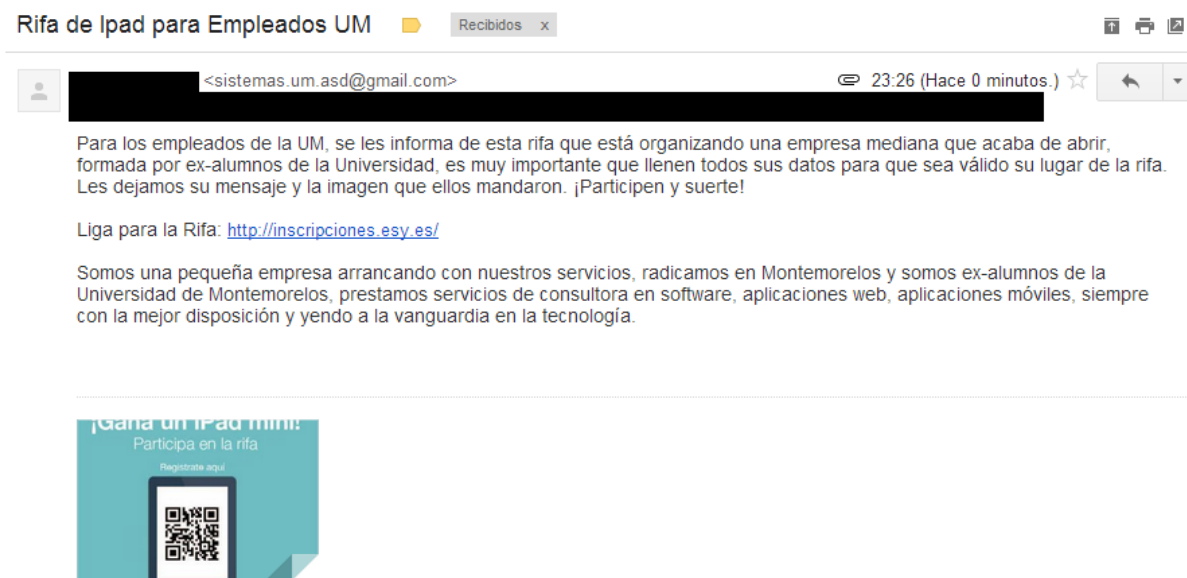 Rifa de Ipad para Empleados UM
Recibidos x
<sistemas.um.asd@gmail.com>
23:26 (Hace 0 minutos.)
Para los empleados de la UM, se les informa de esta rifa que está organizando una empresa mediana que acaba de abrir,
formada por ex-alumnos de la Universidad, es muy importante que llenen todos sus datos para que sea válido su lugar de la rifa.
Les dejamos su mensaje y la imagen que ellos mandaron. ¡Participen y suerte!
Liga para la Rifa: http://inscripciones.esy.es/
Somos una pequeña empresa arrancando con nuestros servicios, radicamos en Montemorelos y somos ex-alumnos de la
Universidad de Montemorelos, prestamos servicios de consultora en software, aplicaciones web, aplicaciones móviles, siempre
con la mejor disposición y yendo a la vanguardia en la tecnología.
¡Gana un iPad mini!
Participa en la rifa
Registrate aquí